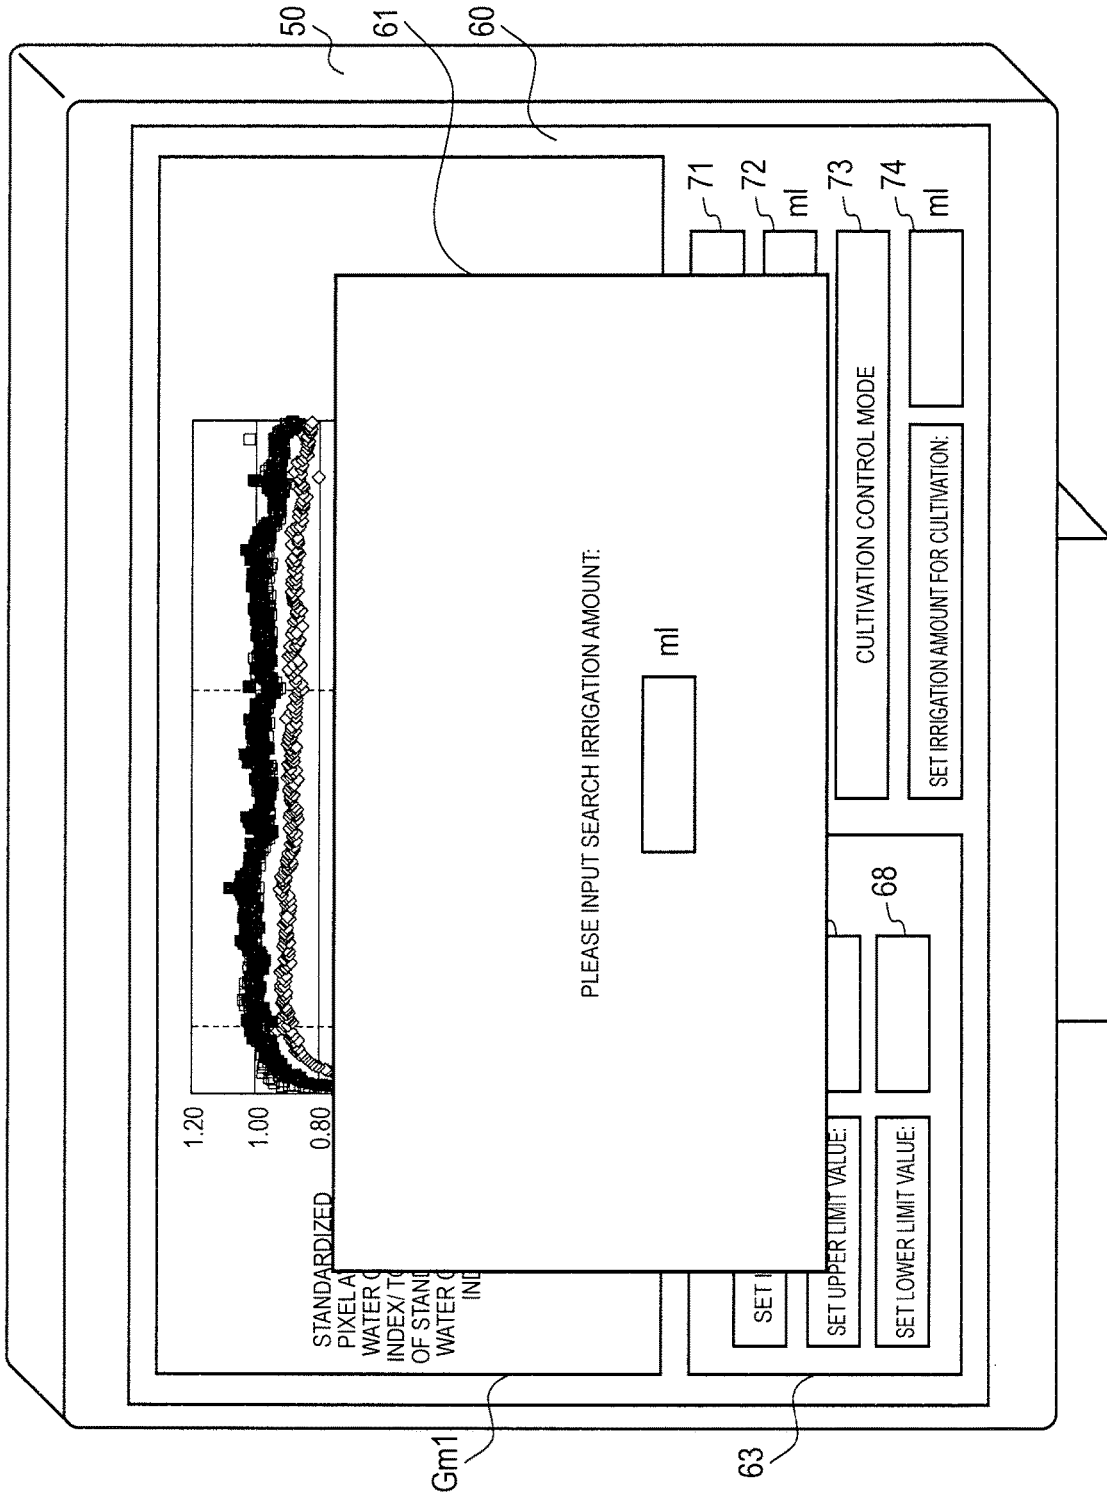 50
61
60
1.20
1.00
0.80
STANDARDIZED
PIXEL A
WATER
INDEX/ TO
OF STAND
WATER
IND
PLEASE INPUT SEARCH IRRIGATION AMOUNT:
ml
71
72
ml
73
CULTIVATION CONTROL MODE
74
SET IRRIGATION AMOUNT FOR CULTIVATION:
ml
SET
SET UPPER LIMIT VALUE:
SET LOWER LIMIT VALUE:
68
Gm1
63